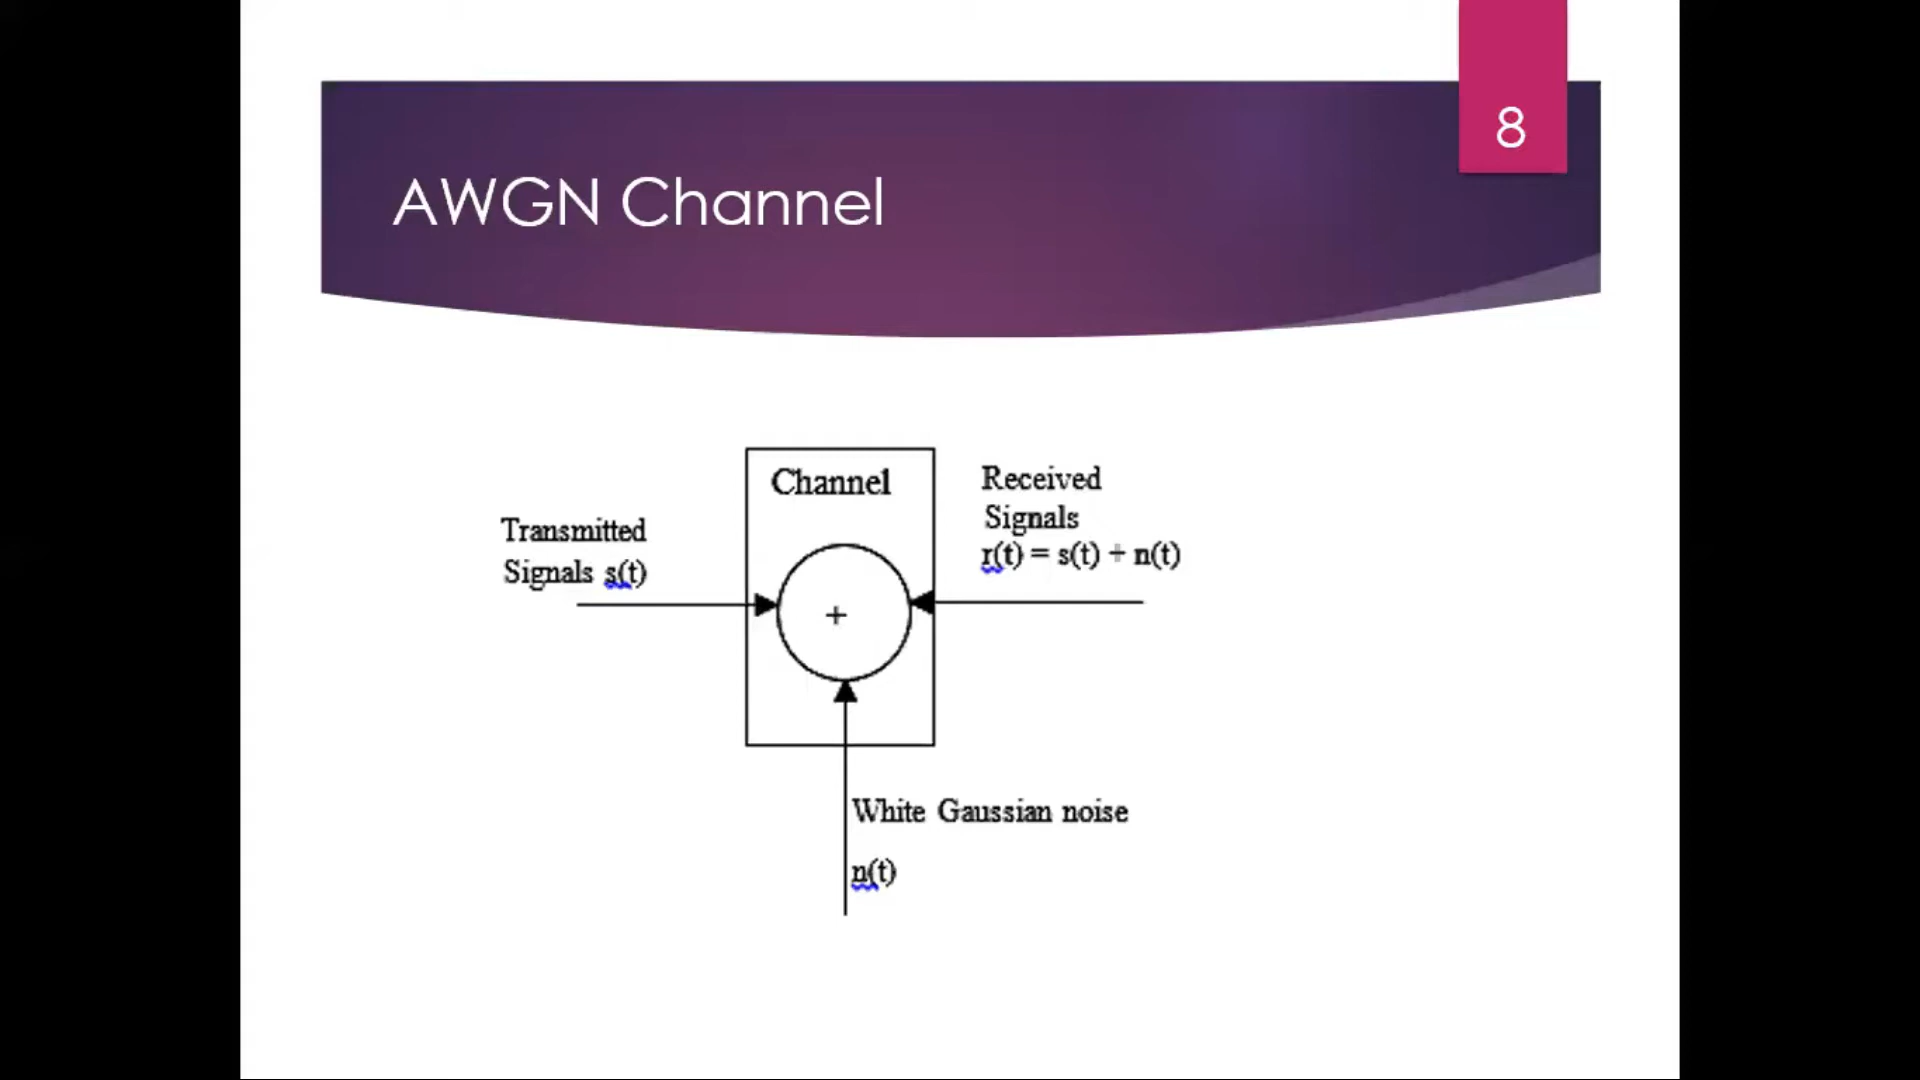 8
AWGN Channel
Channel
Received
Signals
r(t) = s(t) + n(t)
Transmitted
Signals s(t)
+
White Gaussian noise
n(t)